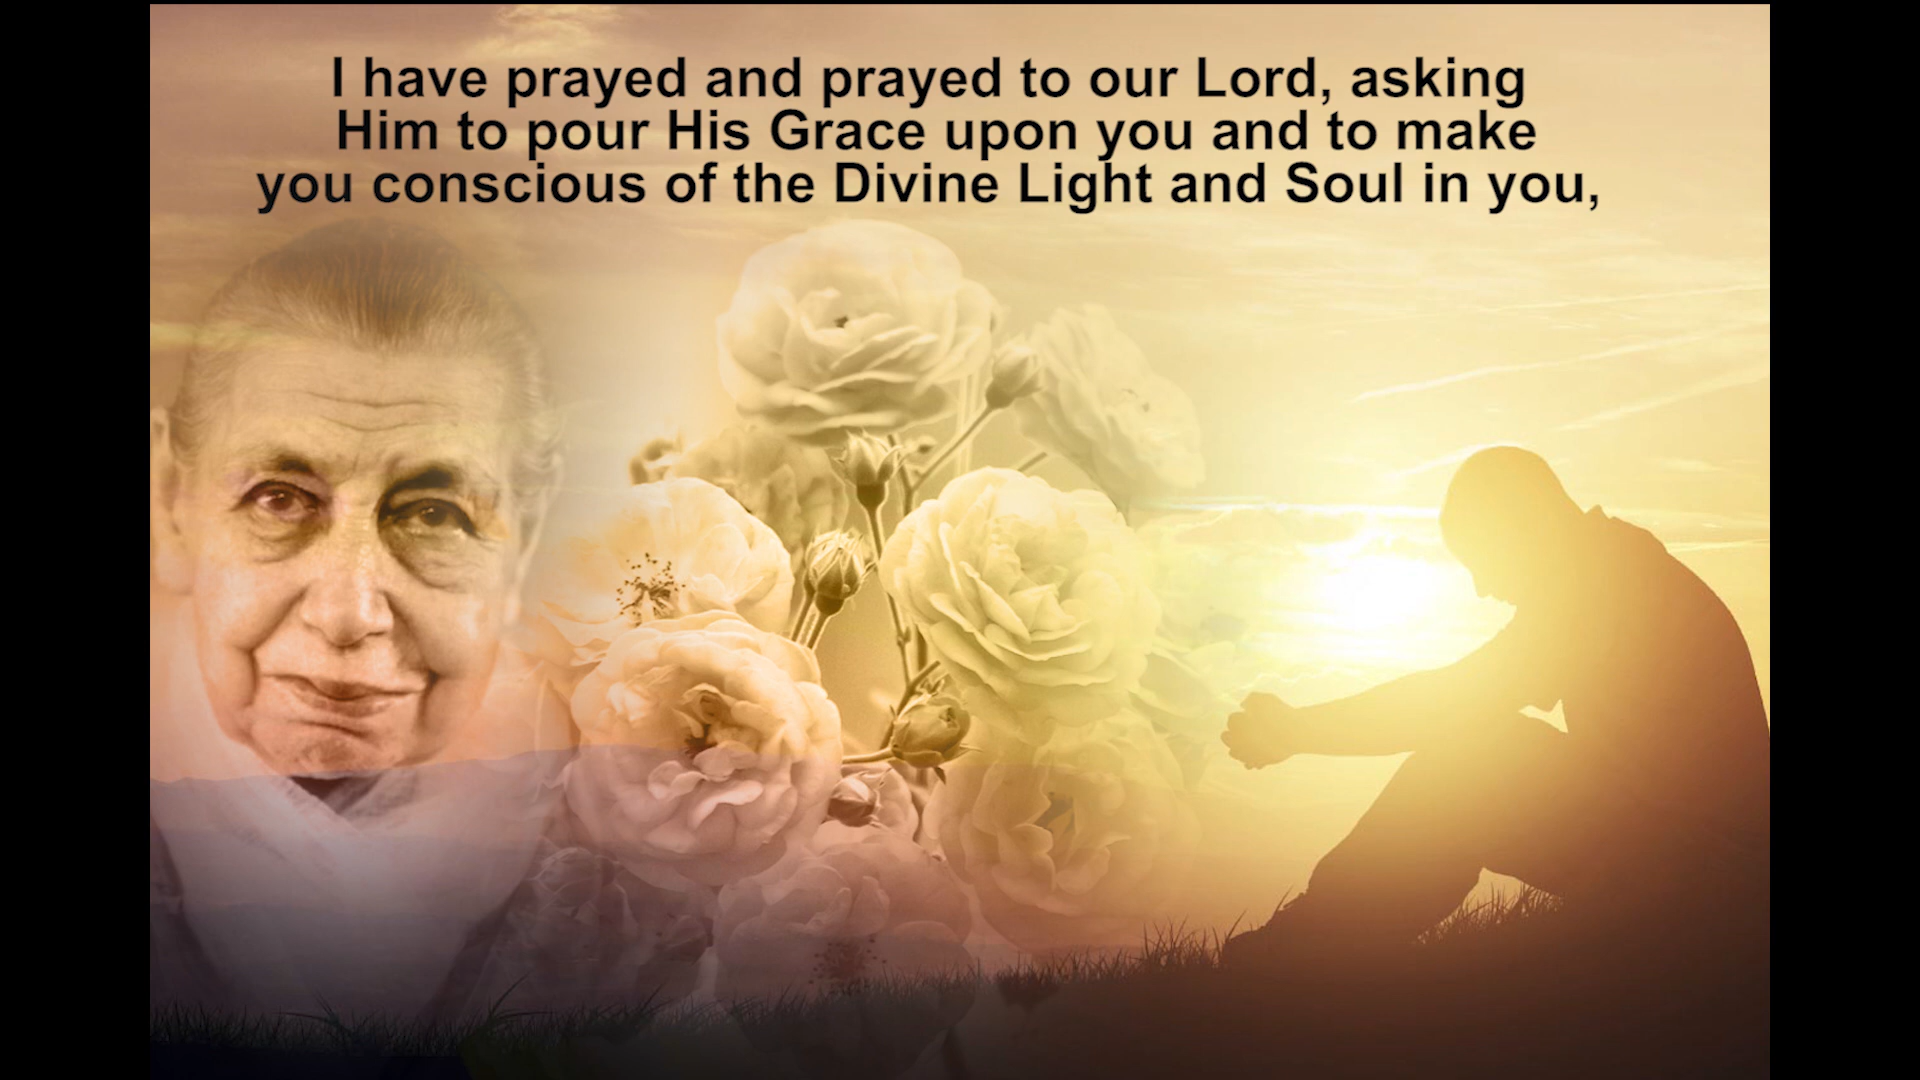 I have prayed and prayed to our Lord, asking
Him to pour His Grace upon you and to make
you conscious of the Divine Light and Soul in you,